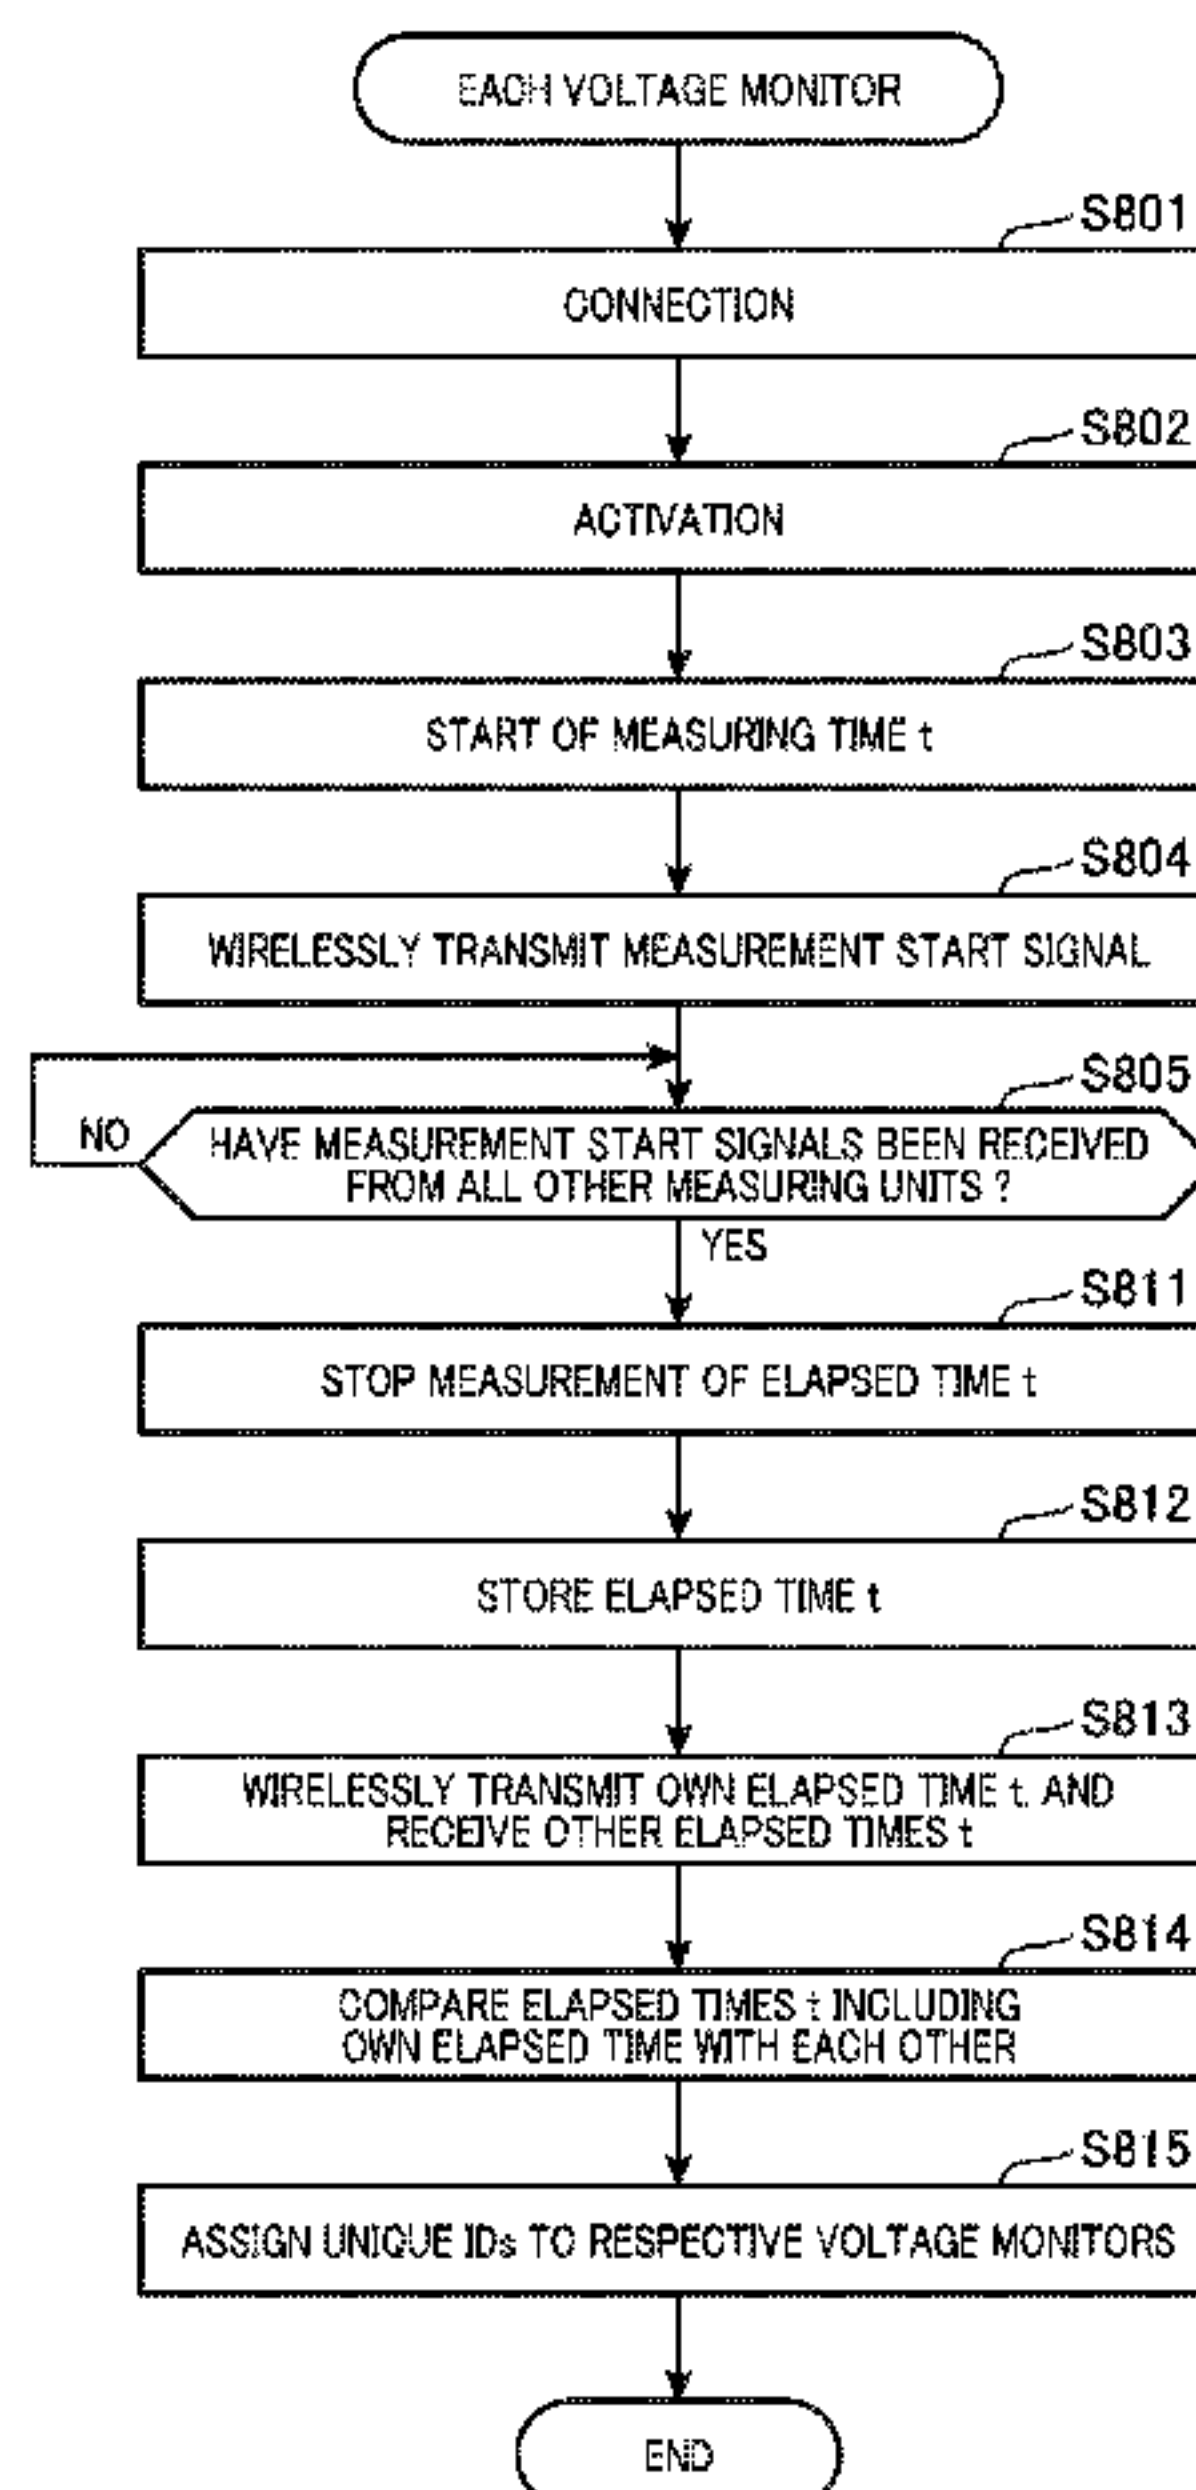 EACH VOLTAGE MONITOR
S801
CONNECTION
S802
ACTIVATION
S803
START OF MEASURING TIME t
S804
WIRELESSLY TRANSMIT MEASUREMENT START SIGNAL
S805
NO
HAVE MEASUREMENT START SIGNALS BEEN RECEIVED
FROM ALL OTHER MEASURING UNITS ?
YES
S811
STOP MEASUREMENT OF ELAPSED TIME t
S812
STORE ELAPSED TIME t
S813
WIRELESSLY TRANSMIT OWN ELAPSED TIME t. AND
RECEIVE OTHER ELAPSED TIMES t
S814
COMPARE ELAPSED TIMES t INCLUDING
OWN ELAPSED TIME WITH EACH OTHER
S815
ASSIGN UNIQUE IDs TO RESPECTIVE VOLTAGE MONITORS
END